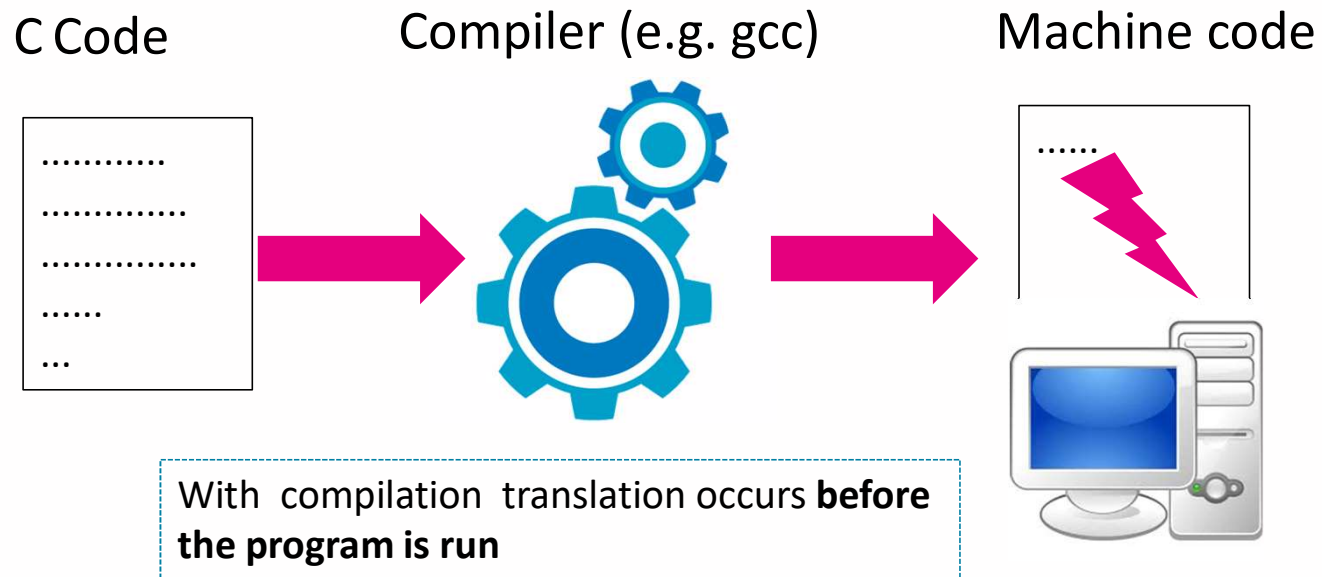 C Code
Compiler (e.g. gcc)
Machine code
............
..............
...............
......
...
......
With compilation translation occurs before
the program is run